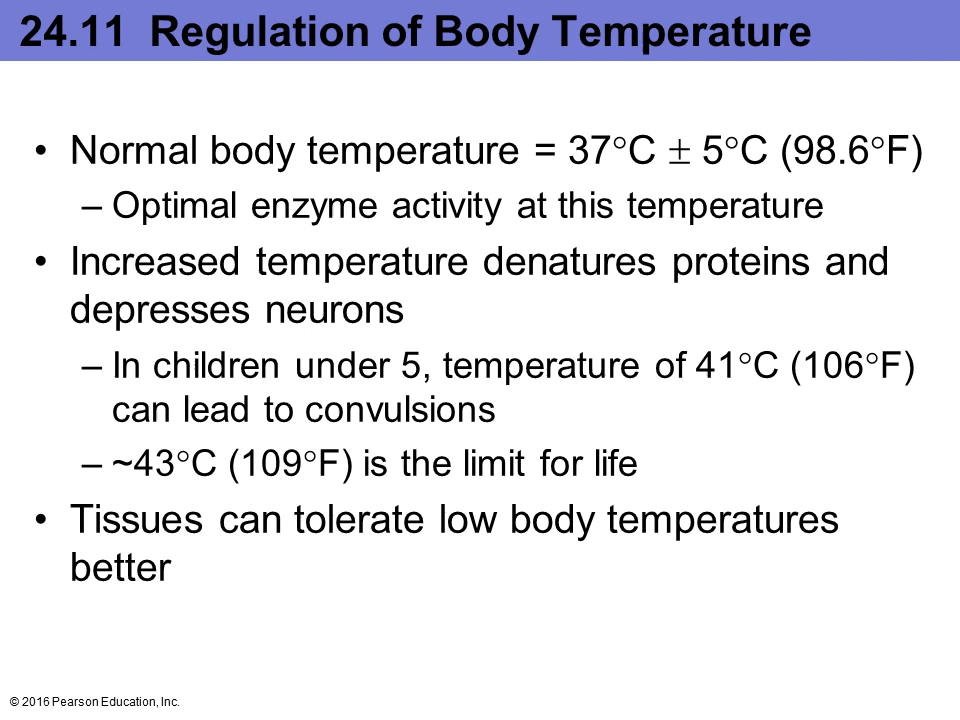 24.11 Regulation of Body Temperature
• Normal body temperature = 37°C ± 5°C (98.6°F)
– Optimal enzyme activity at this temperature
• Increased temperature denatures proteins and
depresses neurons
– In children under 5, temperature of 41°C (106°F)
can lead to convulsions
– ~43°C (109°F) is the limit for life
• Tissues can tolerate low body temperatures
better
© 2016 Pearson Education, Inc.